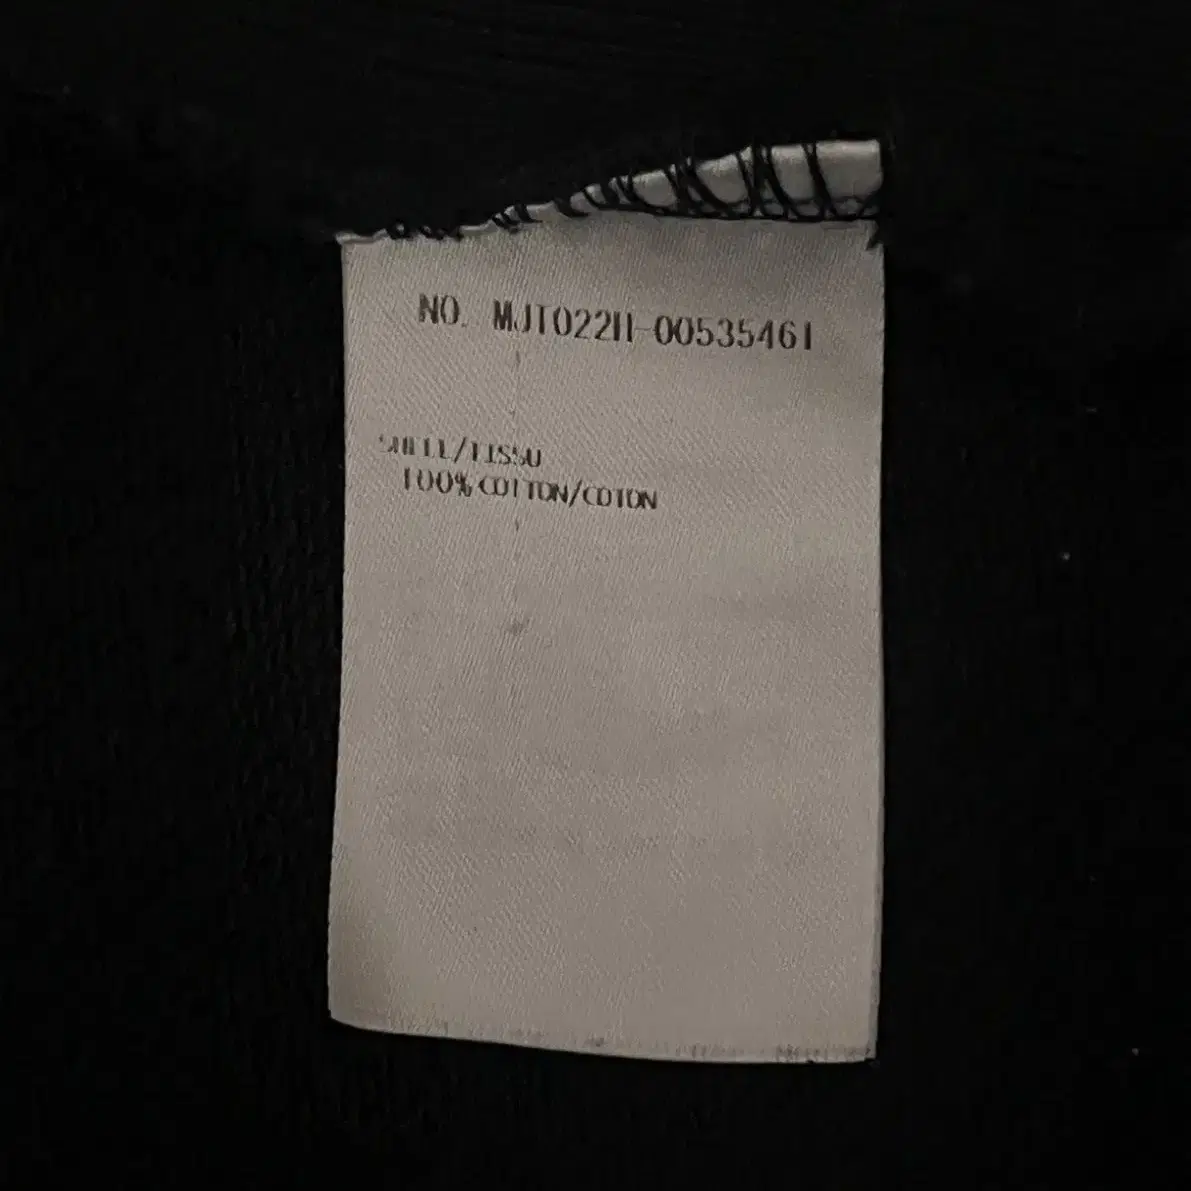 NO. MJT022H-00535461
SHELL/TISSU
100% COTTON/COTON